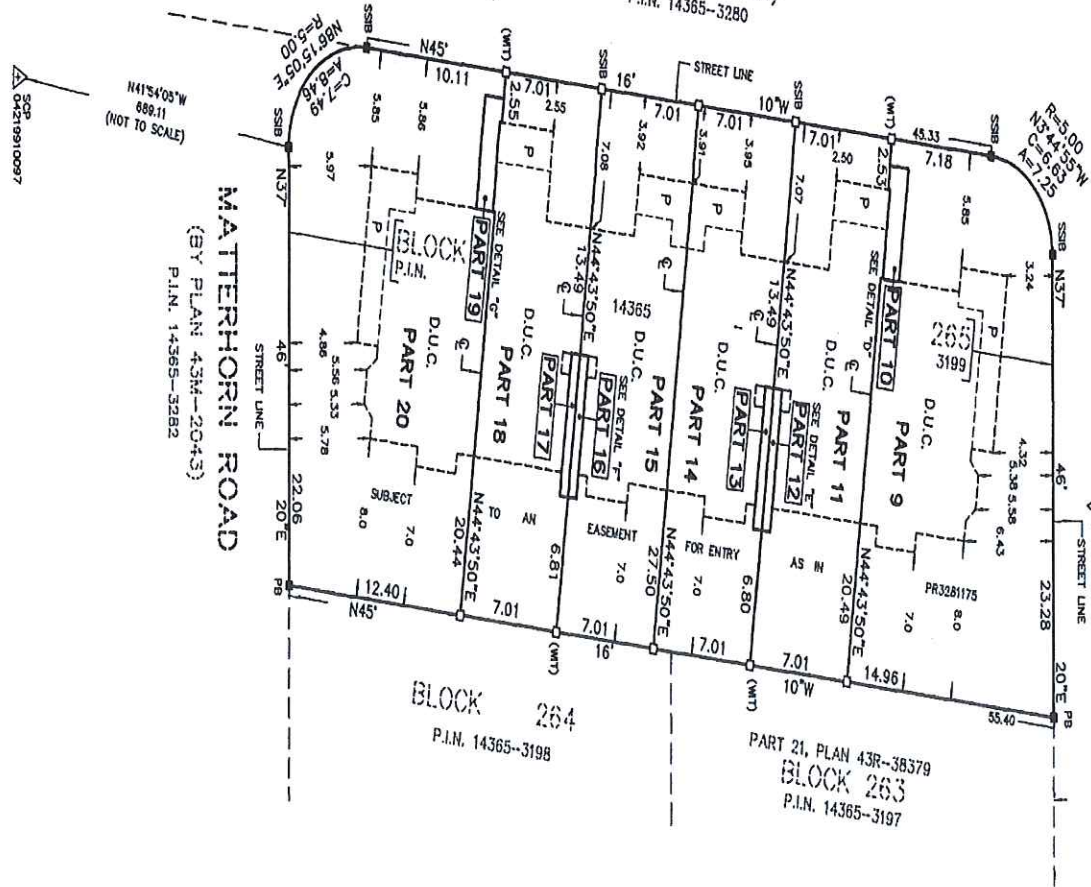 P.I.N. 14365-3280
SSIB
N45'
10.11
(WIT)
7.01
SSIB
16'
7.01
STREET LINE
7.01
10"W
SSIB
7.01
(WIT)
45.33
7.18
SSIB
R=5.00
N3°44'55"W
C=6.63
A=7.25
SSIB
N86°15'05"E
R=5.00
C=7.49
A=8.46
SSIB
N41°54'05"W
689.11
(NOT TO SCALE)
SCP
04219910097
N37
5.97
5.85
5.86
2.55
2.55
P
P
7.08
3.92
P
3.91
P
3.95
7.07
2.50
P
2.53
5.85
3.24
N37
P
BLOCK
P.I.N.
PART 19
SEE DETAIL "G"
N44°43'50"E
13.49
14365
N44°43'50"E
13.49
SEE DETAIL "D"
PART 10
265
3199
D.U.C.
PART 20
D.U.C.
PART 18
PART 17
PART 16
SEE DETAIL "F"
D.U.C.
PART 15
D.U.C.
PART 14
PART 13
PART 12
SEE DETAIL "E"
D.U.C.
PART 11
D.U.C.
PART 9
4.86
5.56
5.33
5.78
4.32
5.38
5.58
6.43
46'
STREET LINE
46'
STREET LINE
SUBJECT
TO AN
EASEMENT
FOR ENTRY
AS IN
PR3281175
8.0
7.0
7.0
7.0
7.0
8.0
N44°43'50"E
20.44
6.81
N44°43'50"E
27.50
6.80
N44°43'50"E
20.49
22.06
20"E
PB
23.28
20"E
PB
N45'
12.40
7.01
(WIT)
7.01
16'
7.01
(WIT)
7.01
10"W
14.96
55.40
MATTERHORN ROAD
(BY PLAN 43M-2043)
P.I.N. 14365-3282
BLOCK 264
P.I.N. 14365-3198
PART 21, PLAN 43R-38379
BLOCK 263
P.I.N. 14365-3197